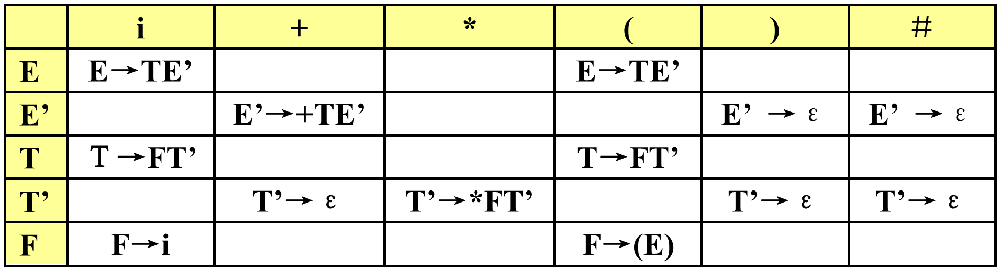 i + * ( ) #
E E→TE’ E→TE’
E’ E’→+TE’ E’ → ε E’ → ε
T T →FT’ T→FT’
T’ T’→ ε T’→*FT’ T’→ ε T’→ ε
F F→i F→(E)